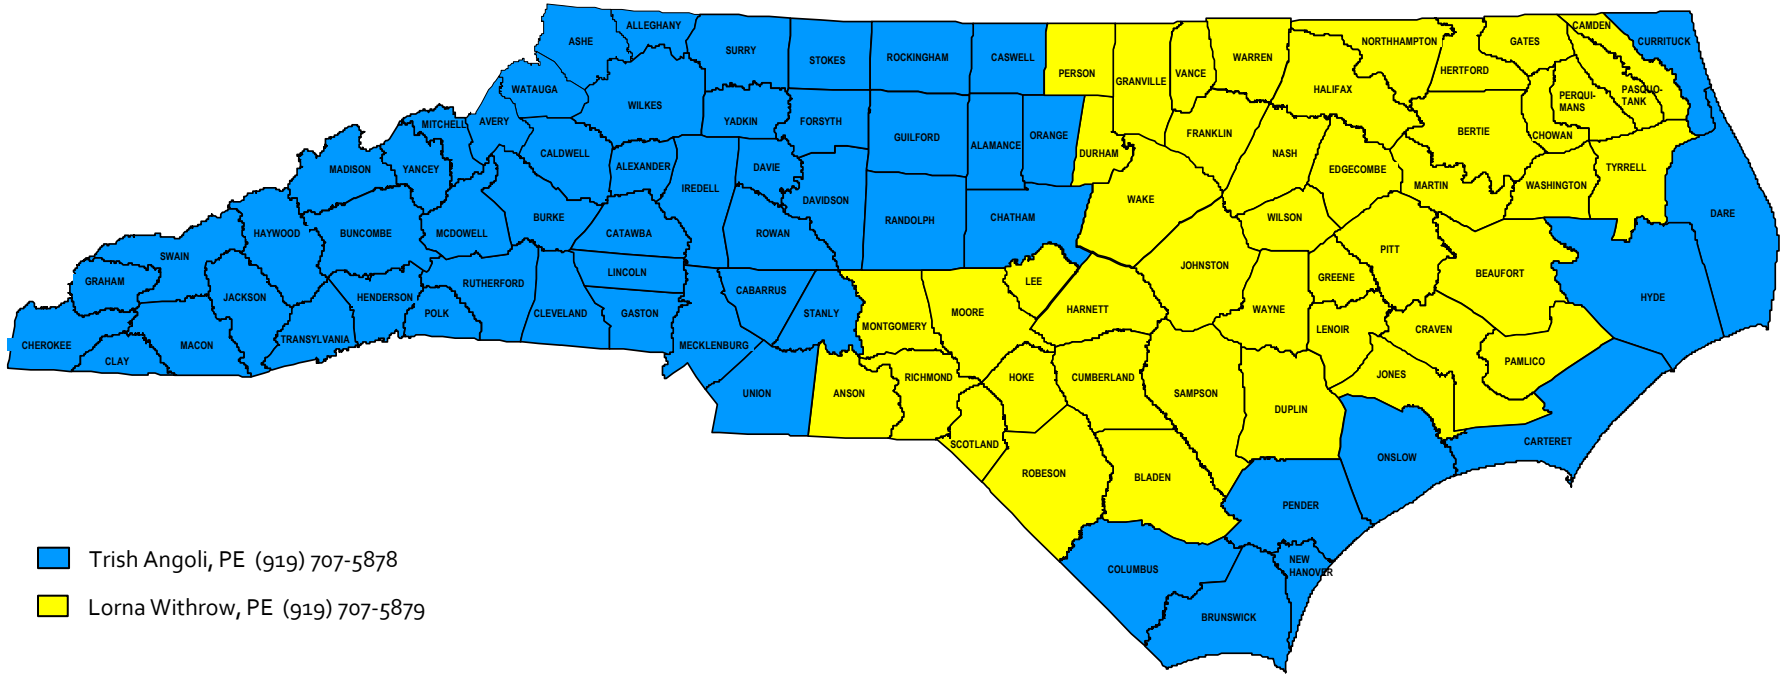 ALLEGHANY
ASHE
SURRY
STOKES
ROCKINGHAM
CASWELL
PERSON
GRANVILLE
VANCE
WARREN
NORTHHAMPTON
GATES
CAMDEN
CURRITUCK
WATAUGA
WILKES
HALIFAX
HERTFORD
PERQUI-
MANS
PASQUO-
TANK
MITCHELL
AVERY
YADKIN
FORSYTH
GUILFORD
ALAMANCE
ORANGE
DURHAM
FRANKLIN
NASH
BERTIE
CHOWAN
MADISON
YANCEY
CALDWELL
ALEXANDER
IREDELL
DAVIE
EDGECOMBE
MARTIN
WASHINGTON
TYRRELL
DAVIDSON
RANDOLPH
CHATHAM
WAKE
WILSON
DARE
HAYWOOD
BUNCOMBE
MCDOWELL
BURKE
CATAWBA
ROWAN
PITT
SWAIN
LINCOLN
JOHNSTON
GREENE
BEAUFORT
GRAHAM
JACKSON
HENDERSON
RUTHERFORD
CABARRUS
LEE
HYDE
POLK
CLEVELAND
GASTON
STANLY
MONTGOMERY
MOORE
HARNETT
WAYNE
LENOIR
CRAVEN
CHEROKEE
MACON
TRANSYLVANIA
MECKLENBURG
CLAY
PAMLICO
UNION
ANSON
RICHMOND
HOKE
CUMBERLAND
SAMPSON
DUPLIN
JONES
SCOTLAND
ROBESON
BLADEN
ONSLOW
CARTERET
PENDER
COLUMBUS
NEW
HANOVER
BRUNSWICK
Trish Angoli, PE (919) 707-5878
Lorna Withrow, PE (919) 707-5879